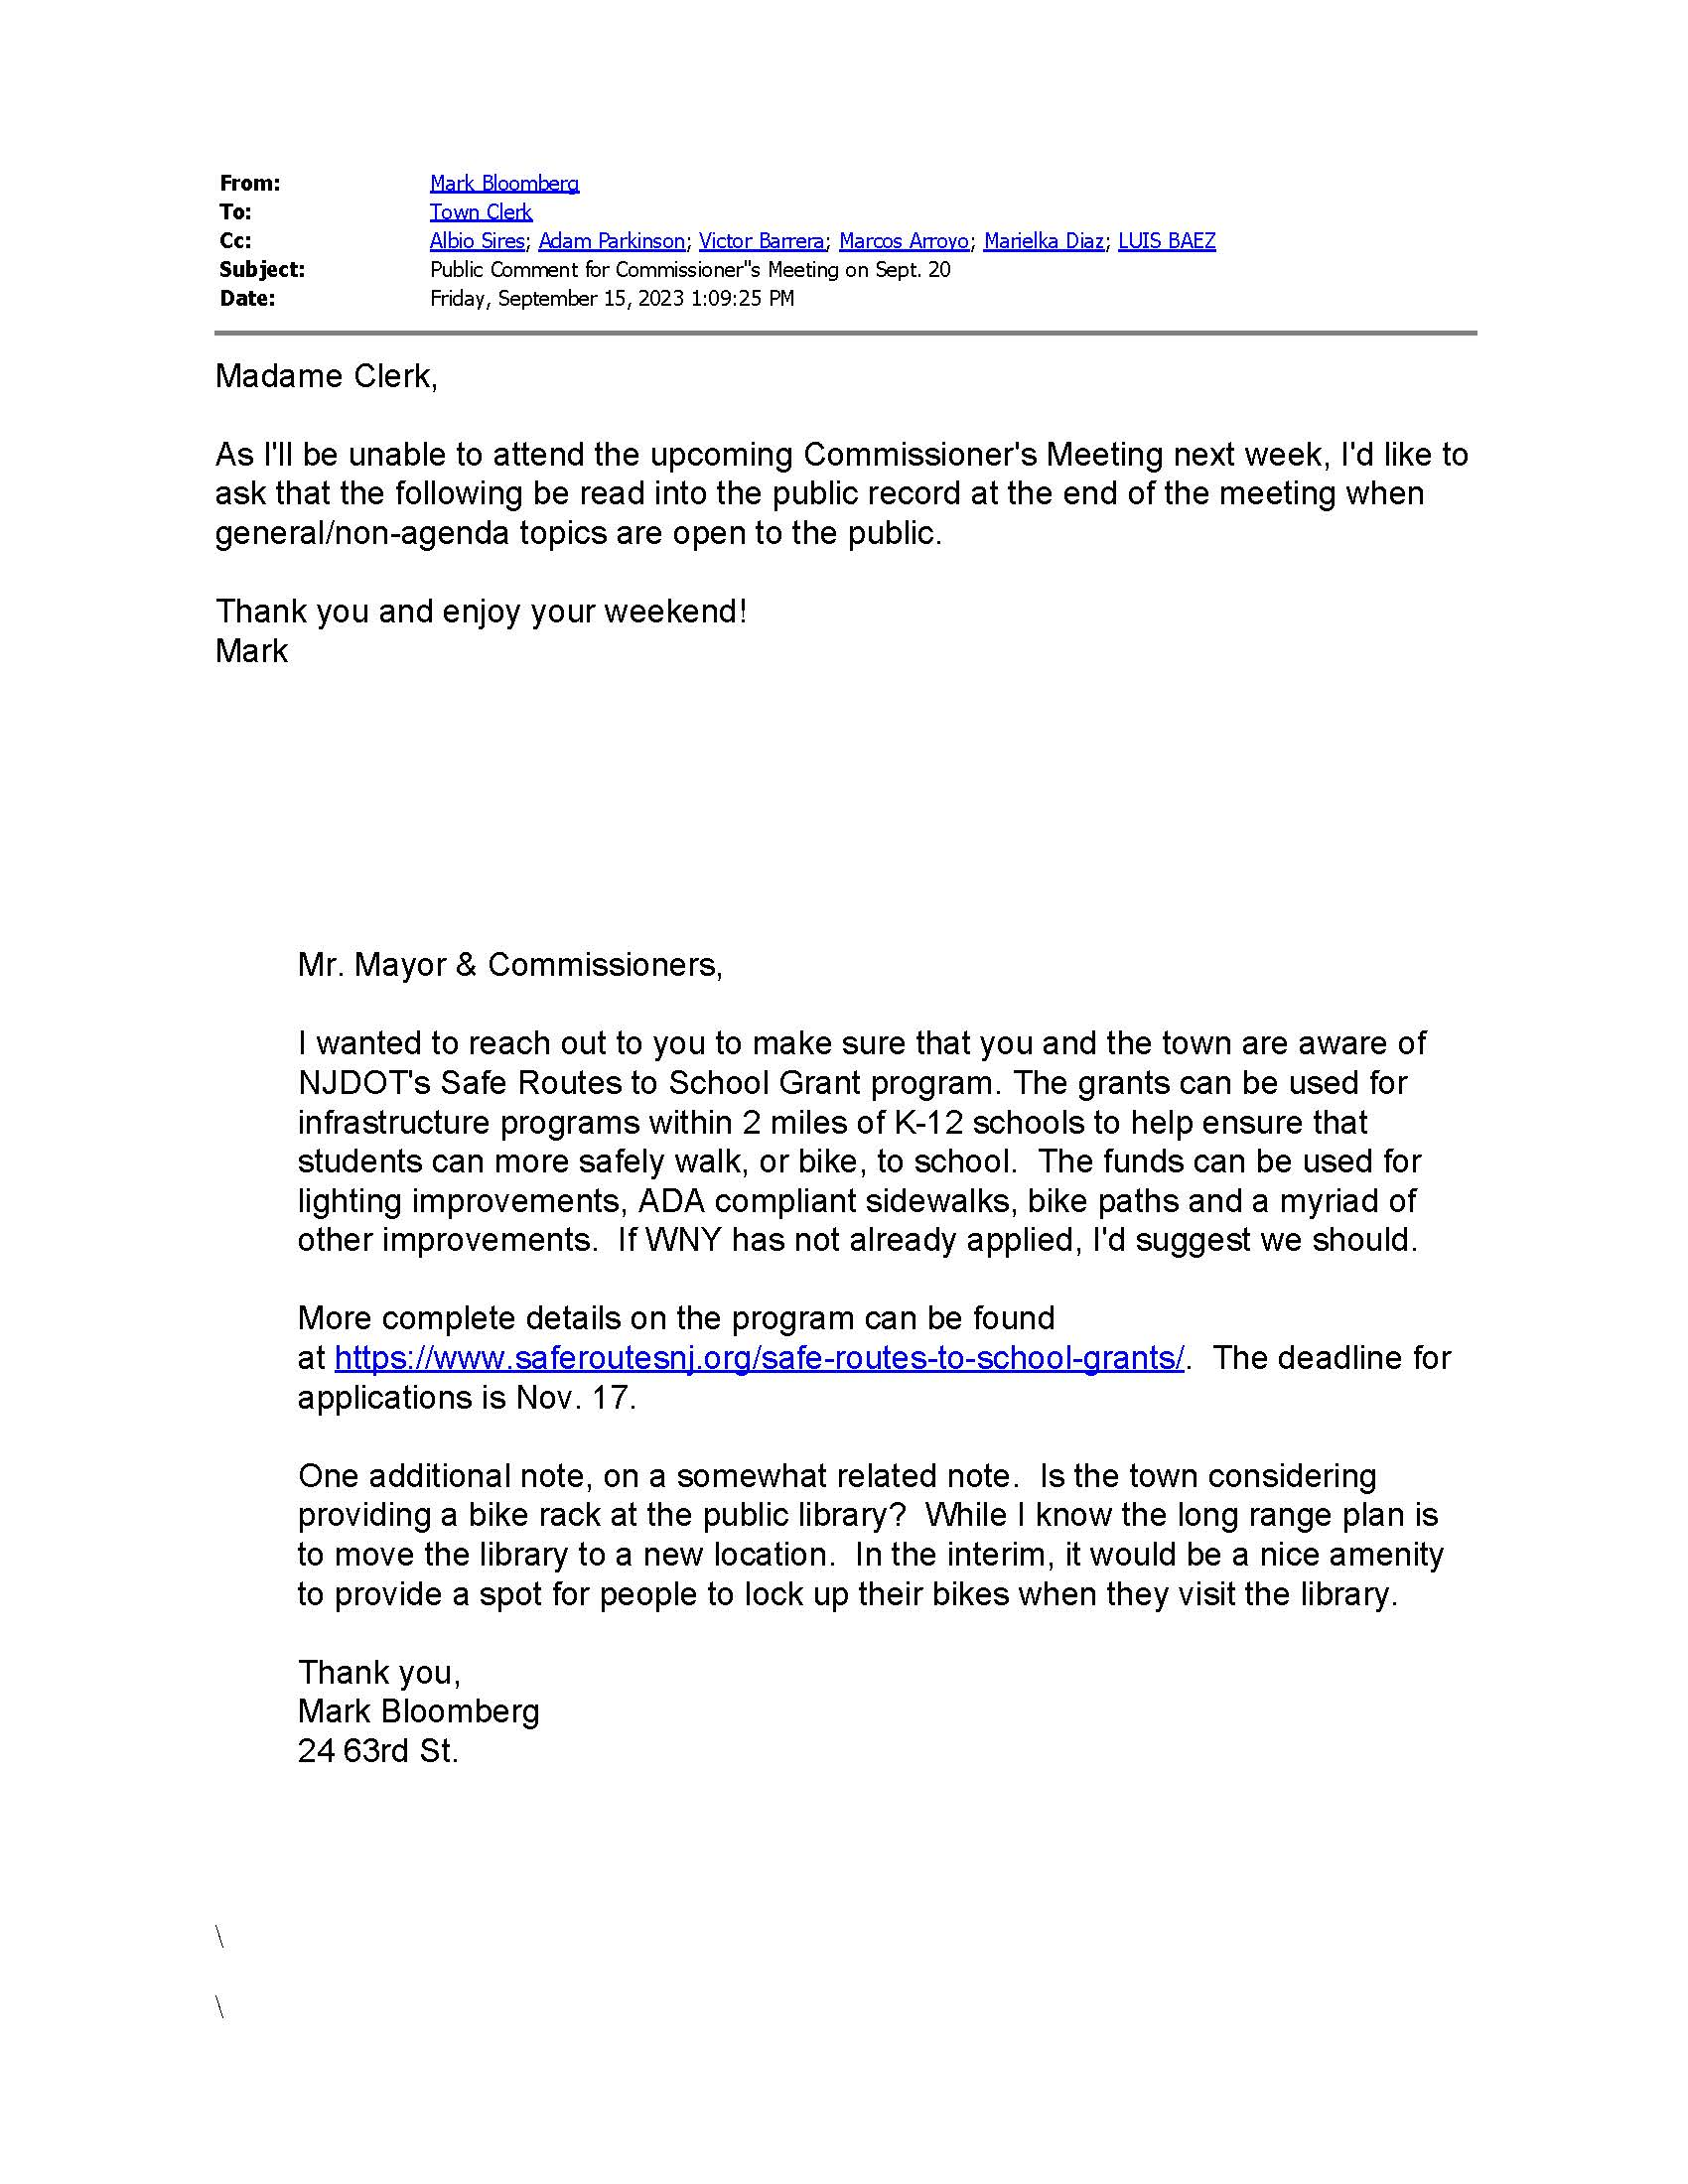 From: Mark Bloomberg
To: Town Clerk
Cc: Albio Sires; Adam Parkinson; Victor Barrera; Marcos Arroyo; Marielka Diaz; LUIS BAEZ
Subject: Public Comment for Commissioner"s Meeting on Sept. 20
Date: Friday, September 15, 2023 1:09:25 PM
Madame Clerk,
As I'll be unable to attend the upcoming Commissioner's Meeting next week, I'd like to
ask that the following be read into the public record at the end of the meeting when
general/non-agenda topics are open to the public.
Thank you and enjoy your weekend!
Mark
Mr. Mayor & Commissioners,
I wanted to reach out to you to make sure that you and the town are aware of
NJDOT's Safe Routes to School Grant program. The grants can be used for
infrastructure programs within 2 miles of K-12 schools to help ensure that
students can more safely walk, or bike, to school.  The funds can be used for
lighting improvements, ADA compliant sidewalks, bike paths and a myriad of
other improvements.  If WNY has not already applied, I'd suggest we should.
More complete details on the program can be found
at https://www.saferoutesnj.org/safe-routes-to-school-grants/.  The deadline for
applications is Nov. 17.
One additional note, on a somewhat related note.  Is the town considering
providing a bike rack at the public library?  While I know the long range plan is
to move the library to a new location.  In the interim, it would be a nice amenity
to provide a spot for people to lock up their bikes when they visit the library.
Thank you,
Mark Bloomberg
24 63rd St.
\
\